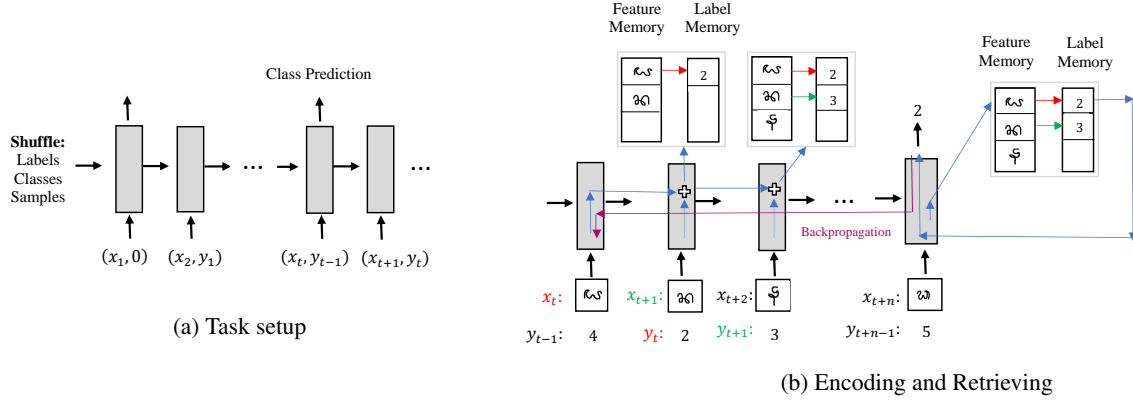 Feature Memory
Label Memory
2
2
3
Feature Memory
Label Memory
2
3
Class Prediction
Shuffle:
Labels
Classes
Samples
...
...
(x₁, 0)
(x₂, y₁)
(xₜ, yₜ₋₁)
(xₜ₊₁, yₜ)
(a) Task setup
2
...
Backpropagation
xₜ:
xₜ₊₁:
xₜ₊₂:
xₜ₊ₙ:
yₜ₋₁: 4
yₜ: 2
yₜ₊₁: 3
yₜ₊ₙ₋₁: 5
(b) Encoding and Retrieving